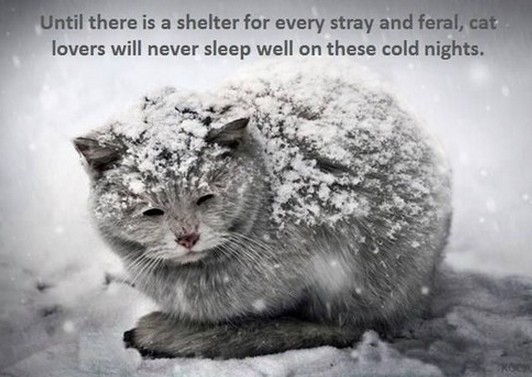 Until there is a shelter for every stray and feral, cat
lovers will never sleep well on these cold nights.